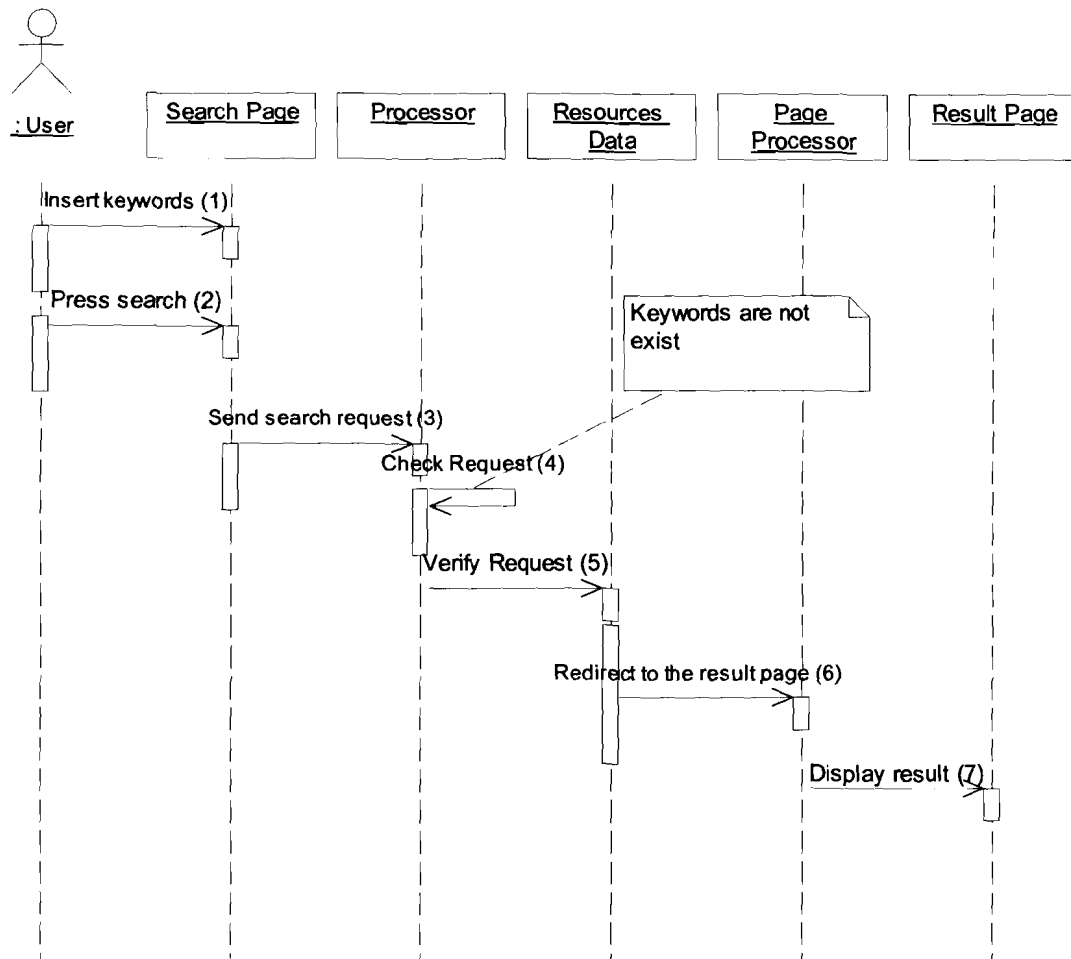 : User
Search Page
Processor
Resources
Data
Page
Processor
Result Page
Insert keywords (1)
Press search (2)
Keywords are not
exist
Send search request (3)
Check Request (4)
Verify Request (5)
Redirect to the result page (6)
Display result (7)